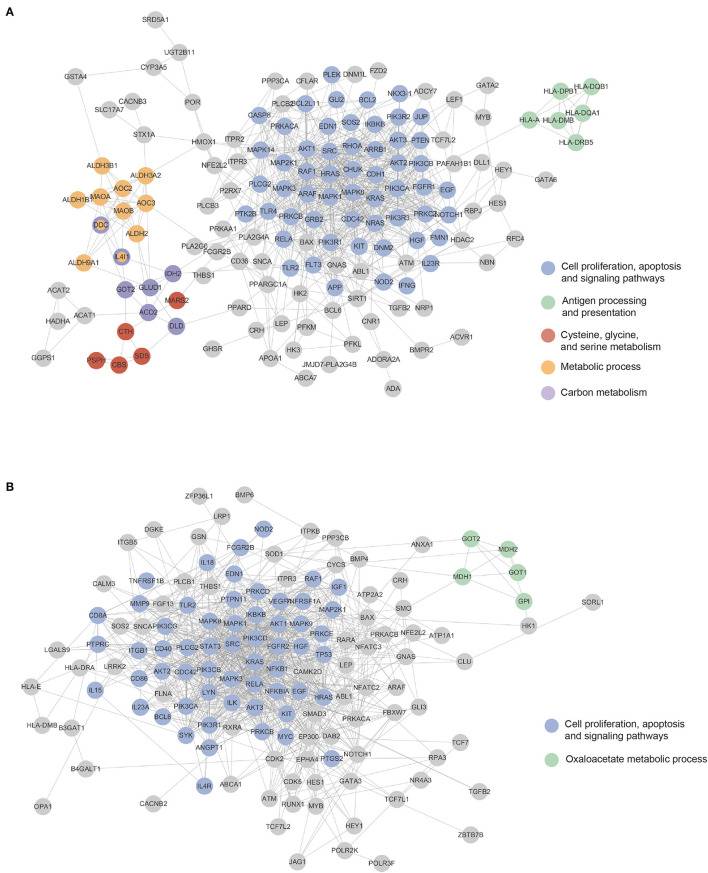 A
SRD5A1
UGT2B11
CYP3A5
GSTA4
POR
CACNB3
SLC17A7
STX1A
HMOX1
PLEK
FZD2
DNM1L
PPP3CA
CFLAR
NKX3-1
ADCY7
GATA2
GLI2
BCL2
PLCB2
BCL2L11
LEF1
HLA-DPB1
HLA-DQB1
CASP8
EDN1
SOS2
PIK3R2
JUP
MYB
HLA-DQA1
PRKACA
IKBKB
HLA-A
HLA-DMB
ITPR2
AKT3
PTEN
TCF7L2
MAPK14
AKT1
SRC
RHOA
ARRB1
HLA-DRB5
ITPR3
MAP2K1
AKT2
PIK3CB
PAFAH1B1
DLL1
NFE2L2
RAF1
HRAS
CHUK
CDH1
HEY1
ALDH3B1
ALDH3A2
PLCG2
MAPK3
ARAF
MAPK1
MAPK8
PIK3CA
FGFR1
EGF
GATA6
P2RX7
KRAS
ALDH1B1
MAOA
AOC2
AOC3
PLCB3
PTK2B
TLR4
PRKCB
GRB2
CDC42
NRAS
PIK3R3
PRKCZ
NOTCH1
RBPJ
HES1
MAOB
PRKAA1
DDC
ALDH2
PLA2G4A
RELA
BAX
PIK3R1
KIT
DNM2
HGF
FMN1
HDAC2
RFC4
PLA2G6
FCGR2B
IL4I1
CD36
SNCA
TLR2
FLT3
GNAS
ABL1
ATM
IL23R
NBN
ALDH9A1
IDH2
THBS1
GOT2
GLUD1
PPARGC1A
APP
NOD2
IFNG
ACAT2
MARS2
HK2
SIRT1
TGFB2
NRP1
HADHA
ACAT1
ACO2
DLD
PPARD
BCL6
CNR1
CTH
CRH
LEP
PFKM
ACVR1
GGPS1
PFKL
BMPR2
GHSR
HK3
PSPH
CBS
SDS
APOA1
JMJD7-PLA2G4B
ADORA2A
ABCA7
ADA
Cell proliferation, apoptosis
and signaling pathways
Antigen processing
and presentation
Cysteine, glycine,
and serine metabolism
Metabolic process
Carbon metabolism
B
ZFP36L1
BMP6
LRP1
DGKE
NOD2
ITPKB
ITGB5
GSN
PPP3CB
GOT2
FCGR2B
SOD1
ANXA1
MDH2
IL18
CYCS
BMP4
CALM3
TNFRSF1B
PLCB1
EDN1
ITPR3
RAF1
CRH
MDH1
GOT1
THBS1
PRKCD
IGF1
ATP2A2
MMP9
FGF13
TLR2
PTPN11
VEGFA
TNFRSF1A
MAP2K1
SMO
GPI
SORL1
CD8A
IKBKB
BAX
SOS2
SNCA
PIK3CG
MAPK8
MAPK1
AKT1
MAPK9
PRKCE
PRKACB
NFE2L2
HK1
PTPRC
PIK3CD
RARA
ATP1A1
LGALS9
ITGB1
CD40
PLCG2
STAT3
SRC
FGFR2
HGF
TP53
NFATC3
GNAS
KRAS
LEP
CLU
HLA-DRA
LRRK2
AKT2
CDC42
PIK3CB
NFKB1
CAMK2D
CD86
MAPK3
RELA
HLA-E
IL15
FLNA
LYN
NFKBIA
EGF
HRAS
ABL1
NFATC2
ARAF
IL23A
PIK3CA
ILK
AKT3
KIT
SMAD3
FBXW7
GLI3
BCL6
PRKACA
HLA-DMB
B3GAT1
PIK3R1
RXRA
PRKCB
MYC
EP300
DAB2
SYK
ANGPT1
NOTCH1
TCF7
CDK2
EPHA4
PTGS2
RPA3
B4GALT1
CDK5
HES1
GATA3
NR4A3
IL4R
ABCA1
TGFB2
OPA1
CACNB2
ATM
RUNX1
MYB
TCF7L1
TCF7L2
HEY1
ZBTB7B
POLR2K
JAG1
POLR3F
Cell proliferation, apoptosis
and signaling pathways
Oxaloacetate metabolic process